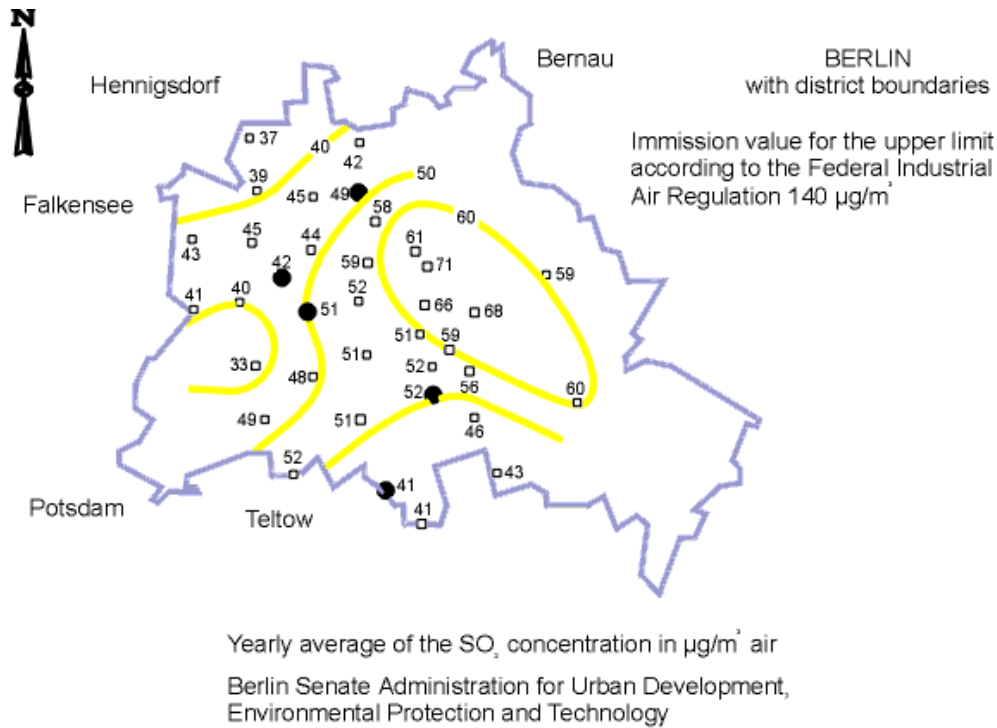 N
Hennigsdorf
Bernau
BERLIN
with district boundaries
Immission value for the upper limit
according to the Federal Industrial
Air Regulation 140 µg/m³
Falkensee
37
40
42
39
45
49
50
58
60
43
45
44
42
59
61
71
59
41
40
51
52
66
68
51
59
33
48
51
52
56
60
52
49
51
46
52
41
43
41
Potsdam
Teltow
Yearly average of the SO₂ concentration in µg/m³ air
Berlin Senate Administration for Urban Development,
Environmental Protection and Technology